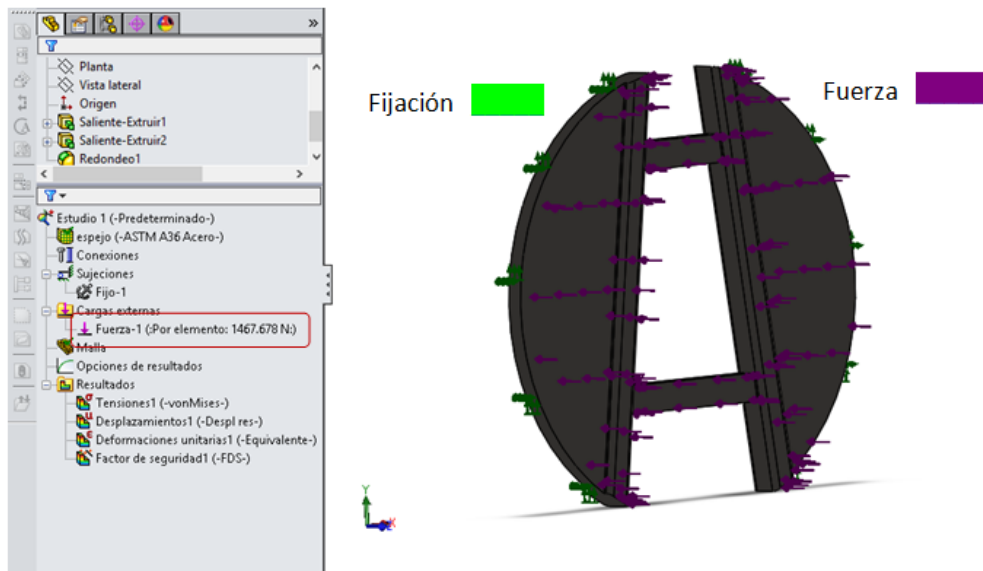 »
Planta
Vista lateral
Origen
Saliente-Extruir1
Saliente-Extruir2
Redondeo1
Estudio 1 (-Predeterminado-)
espejo (-ASTM A36 Acero-)
Conexiones
Sujeciones
Fijo-1
Cargas externas
Fuerza-1 (:Por elemento: 1467.678 N:)
Malla
Opciones de resultados
Resultados
Tensiones1 (-vonMises-)
Desplazamientos1 (-Despl res-)
Deformaciones unitarias1 (-Equivalente-)
Factor de seguridad1 (-FDS-)
Fijación
Fuerza
Y